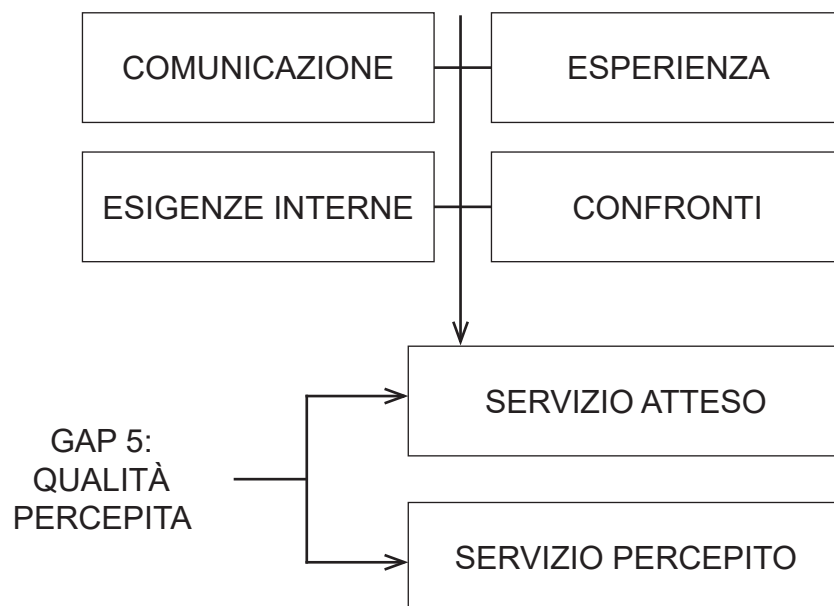 COMUNICAZIONE
ESPERIENZA
ESIGENZE INTERNE
CONFRONTI
SERVIZIO ATTESO
GAP 5:
QUALITÀ
PERCEPITA
SERVIZIO PERCEPITO